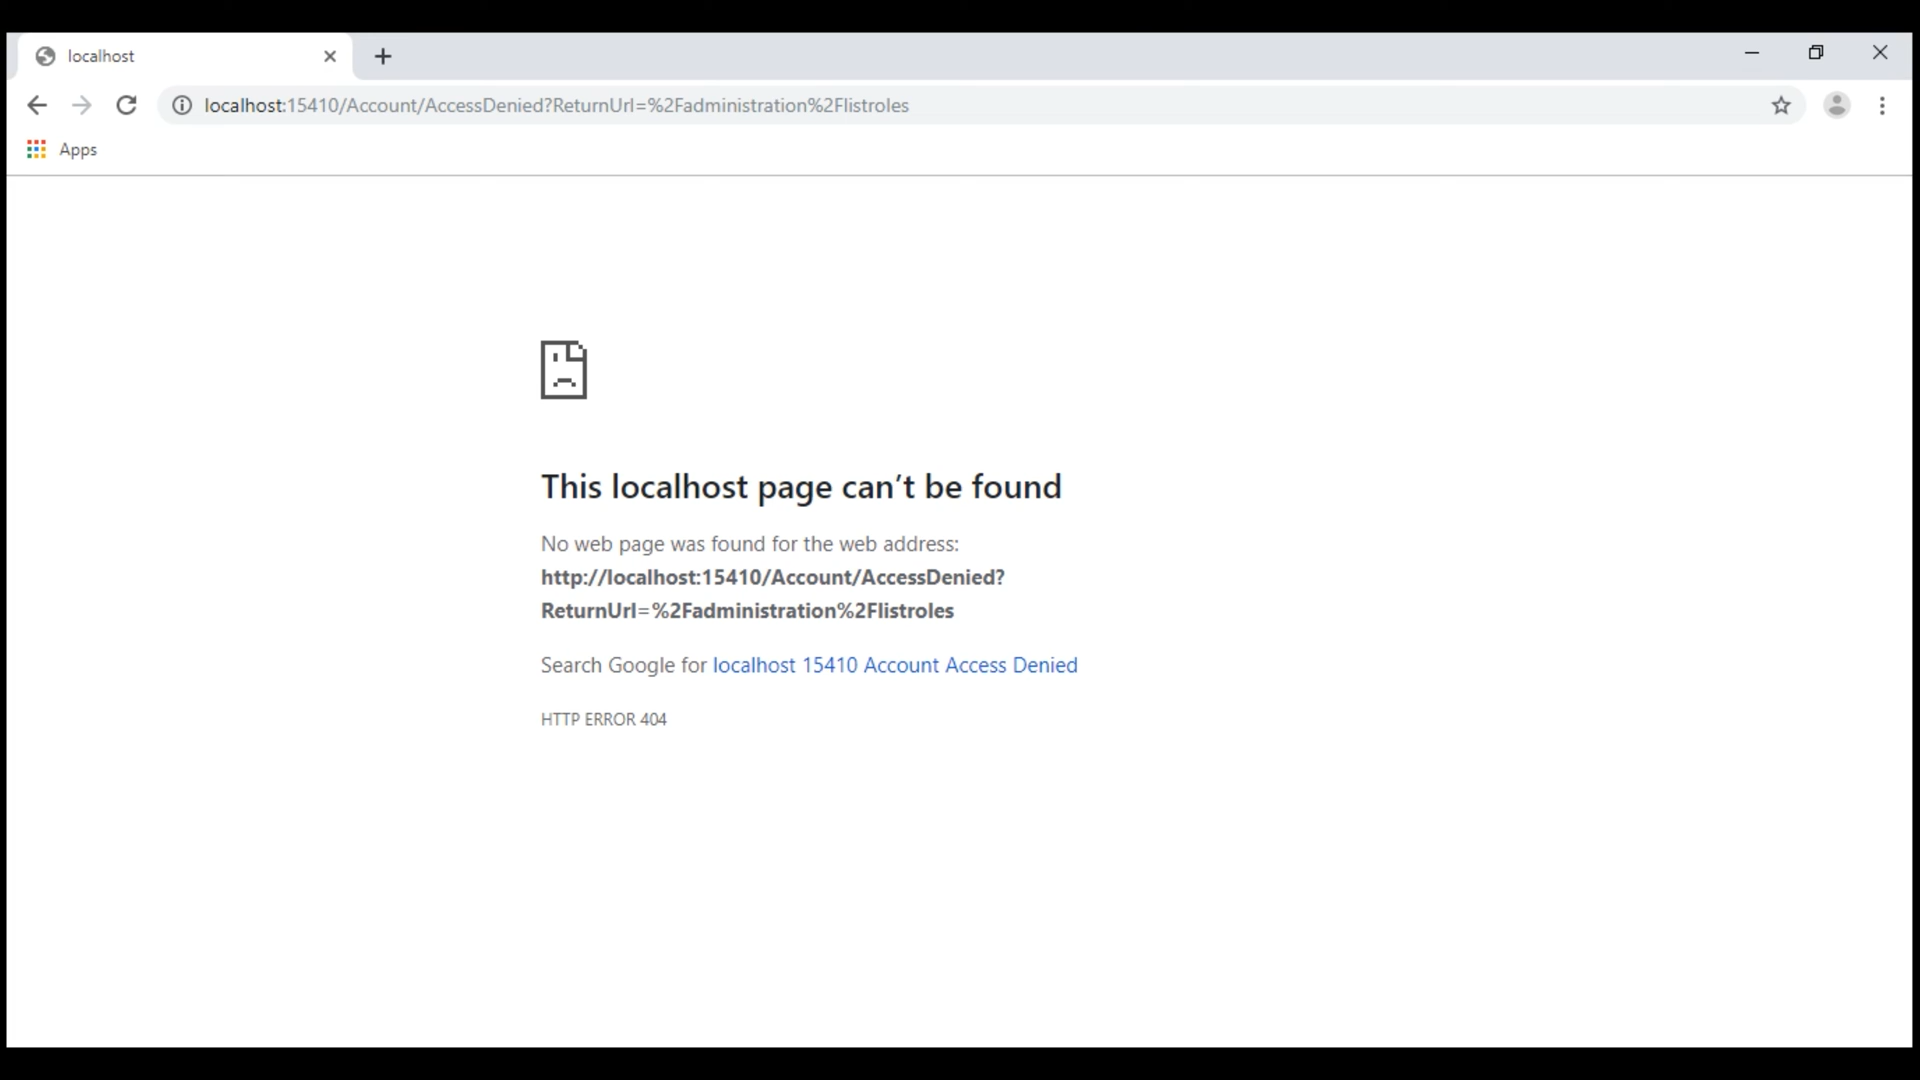 localhost
localhost:15410/Account/AccessDenied?ReturnUrl=%2Fadministration%2Flistroles
Apps
This localhost page can’t be found
No web page was found for the web address:
http://localhost:15410/Account/AccessDenied?
ReturnUrl=%2Fadministration%2Flistroles
Search Google for localhost 15410 Account Access Denied
HTTP ERROR 404